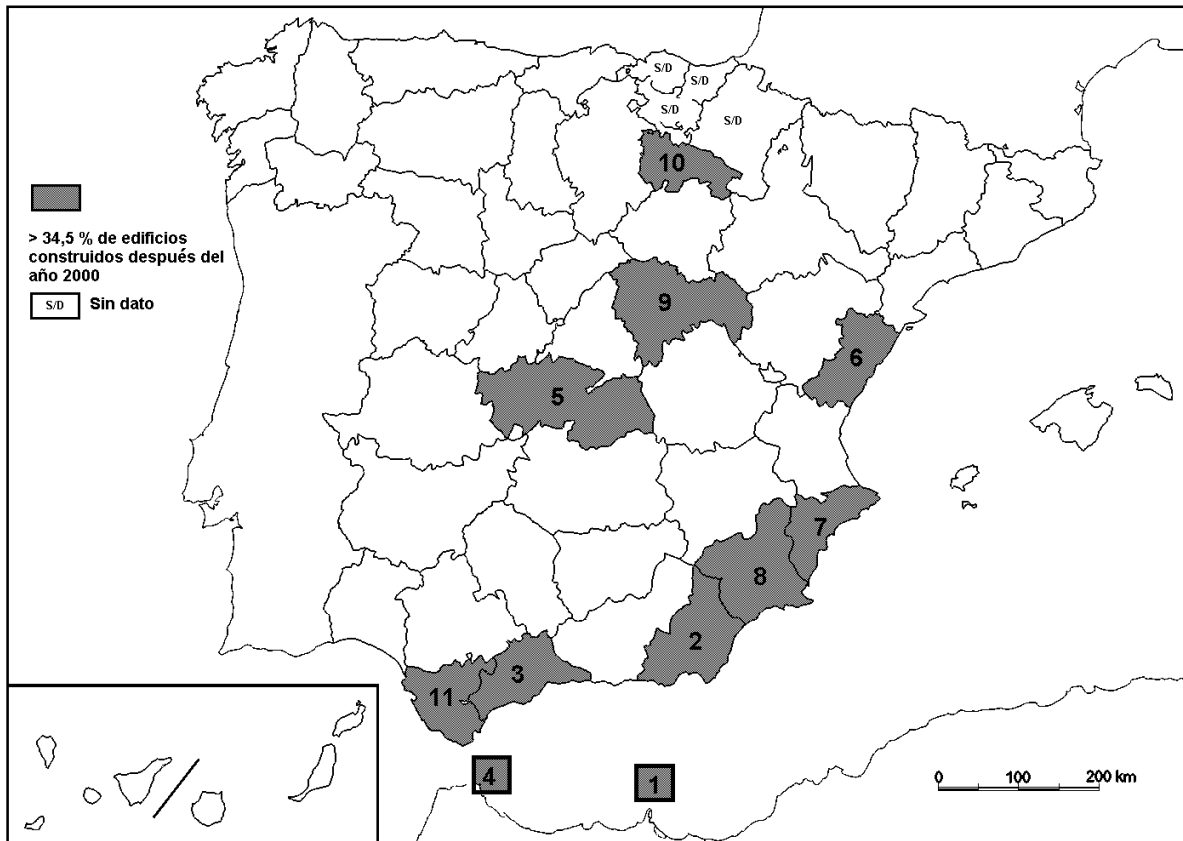 S/D
S/D
S/D
S/D
10
> 34,5 % de edificios
construidos después del
año 2000
S/D Sin dato
9
6
5
7
8
2
3
11
4
1
0 100 200 km